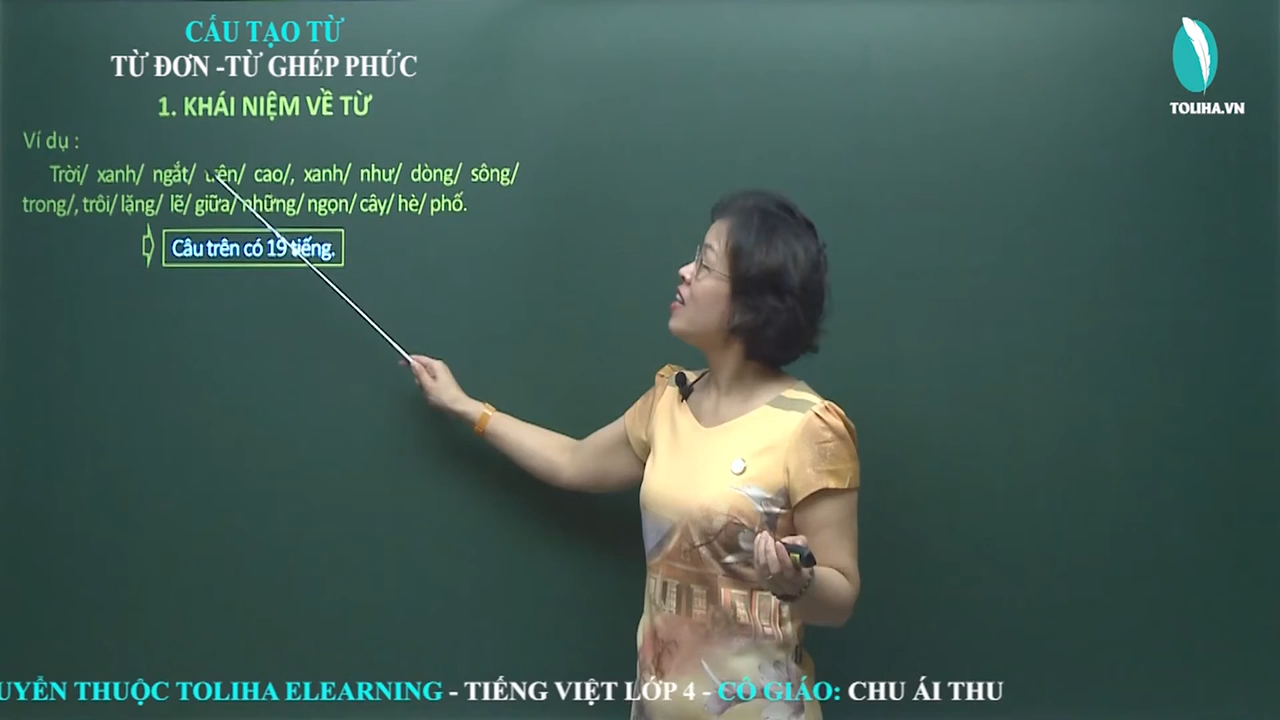 CẤU TẠO TỪ
TỪ ĐƠN -TỪ GHÉP PHỨC
1. KHÁI NIỆM VỀ TỪ
Ví dụ :
Trời/ xanh/ ngắt/ trên/ cao/, xanh/ như/ dòng/ sông/
trong/, trôi/ lặng/ lẽ/ giữa/ những/ ngọn/ cây/ hè/ phố.
Câu trên có 19 tiếng.
TOLIHA.VN
UYỄN THUỘC TOLIHA ELEARNING - TIẾNG VIỆT LỚP 4 - CÔ GIÁO: CHU ÁI THU